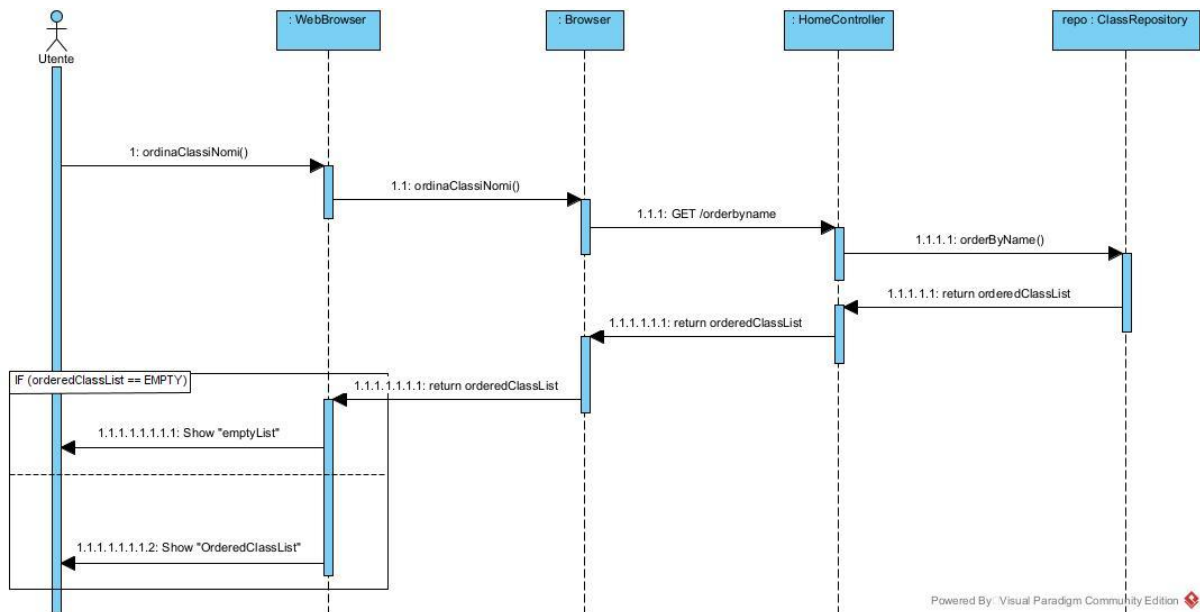 : WebBrowser
: Browser
: HomeController
repo : ClassRepository
Utente
1: ordinaClassiNomi()
1.1: ordinaClassiNomi()
1.1.1: GET /orderbyname
1.1.1.1: orderByName()
1.1.1.1.1: return orderedClassList
1.1.1.1.1.1: return orderedClassList
IF (orderedClassList == EMPTY)
1.1.1.1.1.1.1: return orderedClassList
1.1.1.1.1.1.1.1: Show "emptyList"
1.1.1.1.1.1.1.2: Show "OrderedClassList"
Powered By Visual Paradigm Community Edition